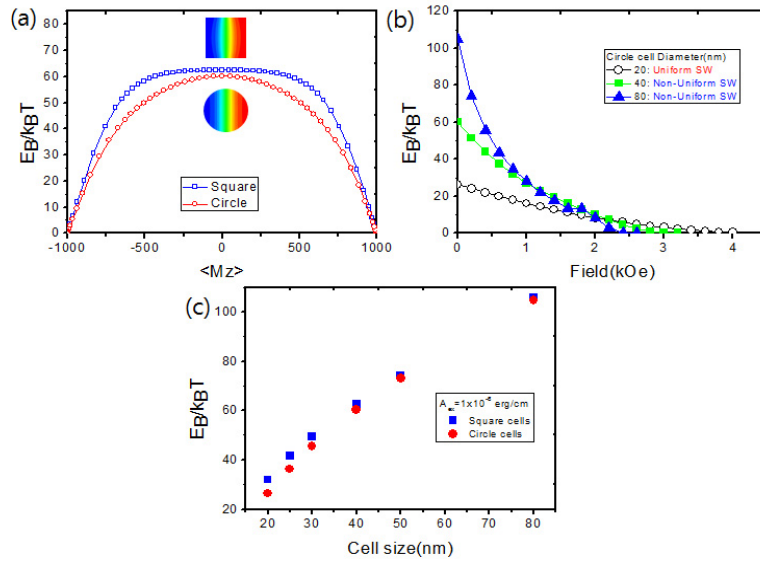 (a)
E_B/k_BT
85
80
70
60
50
40
30
20
10
0
Square
Circle
-1000 -500 0 500 1000
<Mz>
(b)
E_B/k_BT
120
100
80
60
40
20
0
Circle cell Diameter(nm)
20: Uniform SW
40: Non-Uniform SW
80: Non-Uniform SW
0 1 2 3 4
Field(kOe)
(c)
E_B/k_BT
100
80
60
40
20
A_ex=1x10^-6 erg/cm
Square cells
Circle cells
20 30 40 50 60 70 80
Cell size(nm)